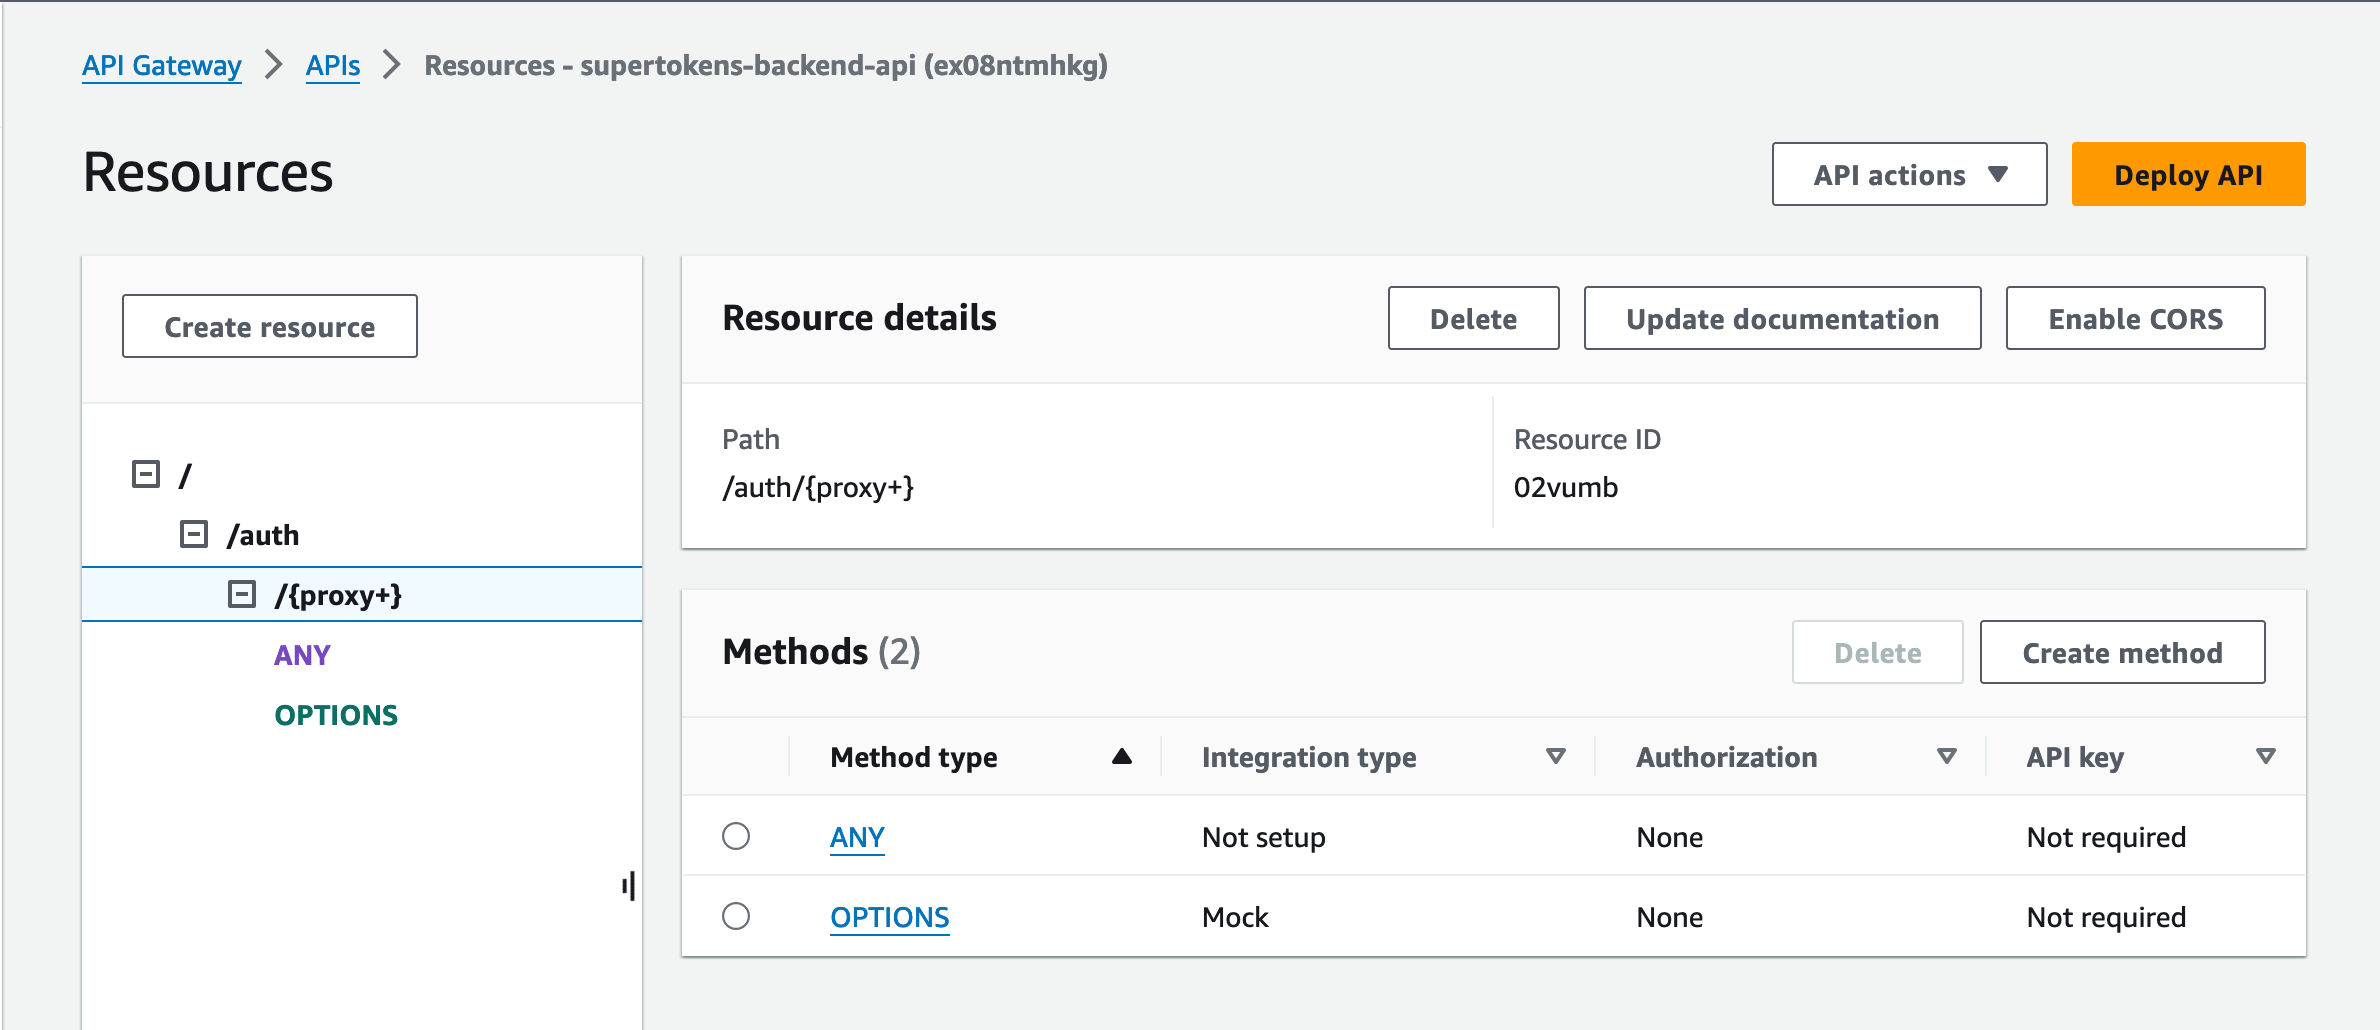 API Gateway > APIs > Resources - supertokens-backend-api (ex08ntmhkg)
Resources
API actions ▼
Deploy API
Create resource
/
/auth
/{proxy+}
ANY
OPTIONS
Resource details
Delete
Update documentation
Enable CORS
Path
/auth/{proxy+}
Resource ID
02vumb
Methods (2)
Delete
Create method
Method type Integration type Authorization API key
ANY Not setup None Not required
OPTIONS Mock None Not required